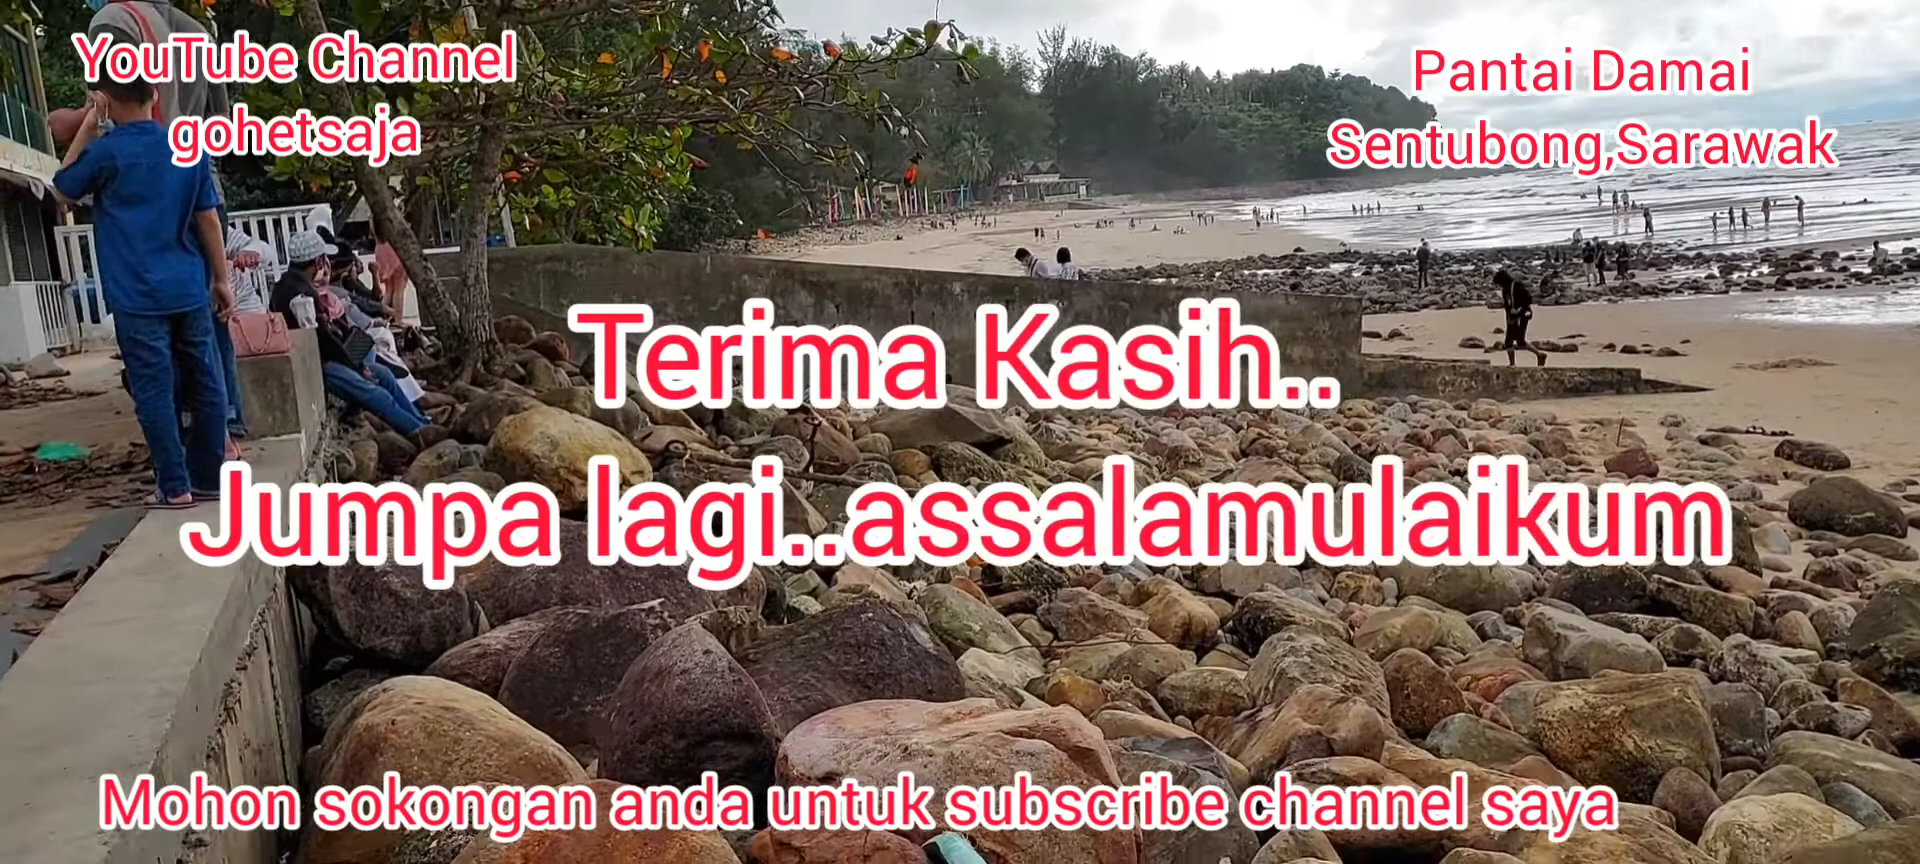 YouTube Channel
gohetsaja
Pantai Damai
Sentubong,Sarawak
Terima Kasih..
Jumpa lagi..assalamulaikum
Mohon sokongan anda untuk subscribe channel saya